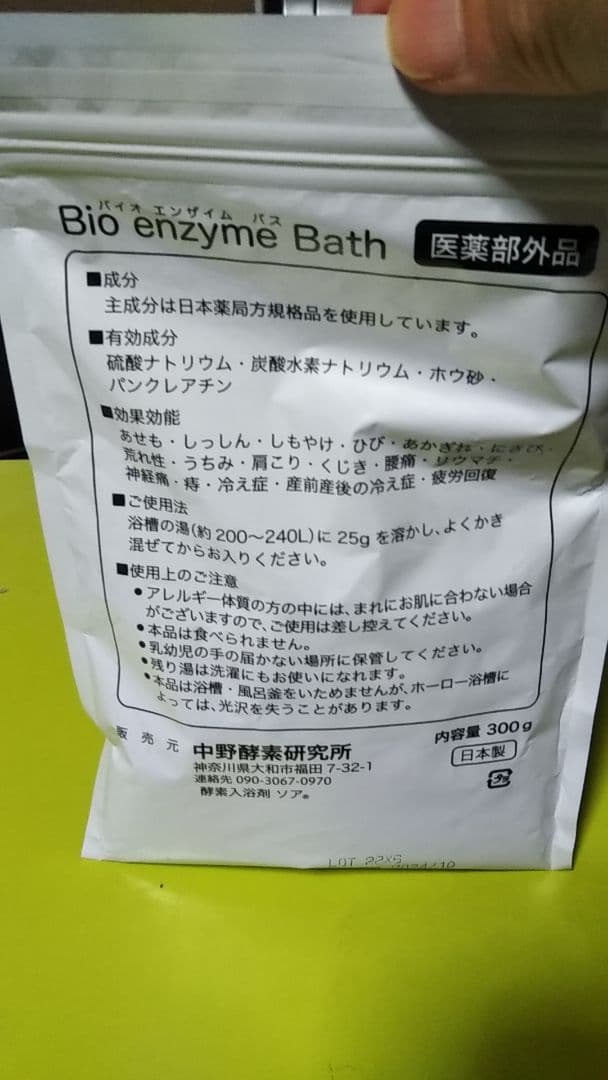 バイオ エンザイム バス
Bio enzyme Bath
医薬部外品
■成分
主成分は日本薬局方規格品を使用しています。
■有効成分
硫酸ナトリウム・炭酸水素ナトリウム・ホウ砂・
パンクレアチン
■効果効能
あせも・しっしん・しもやけ・ひび・あかぎれ・にきび・
荒れ性・うちみ・肩こり・くじき・腰痛・リウマチ・
神経痛・痔・冷え症・産前産後の冷え症・疲労回復
■ご使用法
浴槽の湯(約200〜240L)に25gを溶かし、よくかき
混ぜてからお入りください。
■使用上のご注意
●アレルギー体質の方の中には、まれにお肌に合わない場合
がございますので、ご使用は差し控えてください。
●本品は食べられません。
●乳幼児の手の届かない場所に保管してください。
●残り湯は洗濯にもお使いになれます。
●本品は浴槽・風呂釜をいためませんが、ホーロー浴槽に
よっては、光沢を失うことがあります。
販売元
中野酵素研究所
神奈川県大和市福田7-32-1
連絡先 090-3067-0970
酵素入浴剤 ソア®
内容量 300g
日本製
LOT 22X5